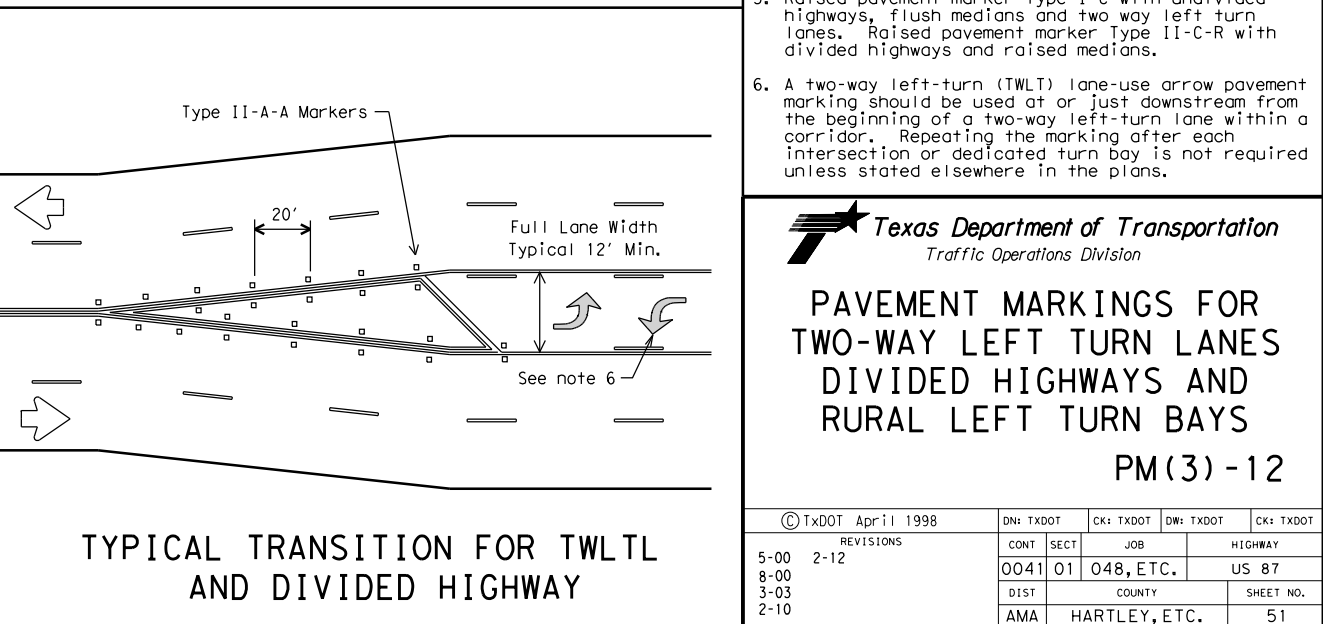 Type II-A-A Markers
20'
Full Lane Width
Typical 12' Min.
See note 6
TYPICAL TRANSITION FOR TWLTL
AND DIVIDED HIGHWAY
5. Raised pavement marker Type I-C with undivided
highways, flush medians and two way left turn
lanes. Raised pavement marker Type II-C-R with
divided highways and raised medians.
6. A two-way left-turn (TWLT) lane-use arrow pavement
marking should be used at or just downstream from
the beginning of a two-way left-turn lane within a
corridor. Repeating the marking after each
intersection or dedicated turn bay is not required
unless stated elsewhere in the plans.
Texas Department of Transportation
Traffic Operations Division
PAVEMENT MARKINGS FOR
TWO-WAY LEFT TURN LANES
DIVIDED HIGHWAYS AND
RURAL LEFT TURN BAYS
PM(3)-12
© TxDOT April 1998 DN: TXDOT CK: TXDOT DW: TXDOT CK: TXDOT
REVISIONS
5-00 2-12
8-00
3-03
2-10
CONT SECT JOB HIGHWAY
0041 01 048,ETC. US 87
DIST COUNTY SHEET NO.
AMA HARTLEY,ETC. 51